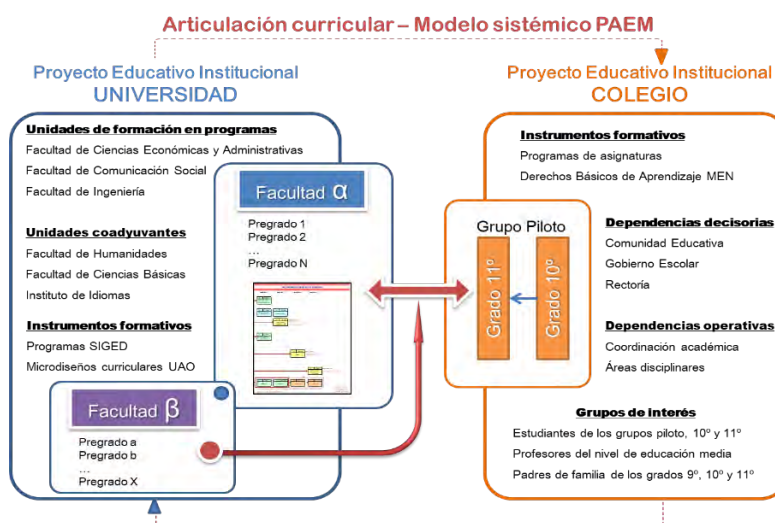 Articulación curricular – Modelo sistémico PAEM
Proyecto Educativo Institucional
UNIVERSIDAD
Unidades de formación en programas
Facultad de Ciencias Económicas y Administrativas
Facultad de Comunicación Social
Facultad de Ingeniería
Unidades coadyuvantes
Facultad de Humanidades
Facultad de Ciencias Básicas
Instituto de Idiomas
Instrumentos formativos
Programas SIGED
Microdiseños curriculares UAO
Facultad α
Pregrado 1
Pregrado 2
...
Pregrado N
Facultad β
Pregrado a
Pregrado b
...
Pregrado X
Proyecto Educativo Institucional
COLEGIO
Instrumentos formativos
Programas de asignaturas
Derechos Básicos de Aprendizaje MEN
Grupo Piloto
Grado 11º
Grado 10º
Dependencias decisorias
Comunidad Educativa
Gobierno Escolar
Rectoría
Dependencias operativas
Coordinación académica
Áreas disciplinares
Grupos de interés
Estudiantes de los grupos piloto, 10º y 11º
Profesores del nivel de educación media
Padres de familia de los grados 9º, 10º y 11º